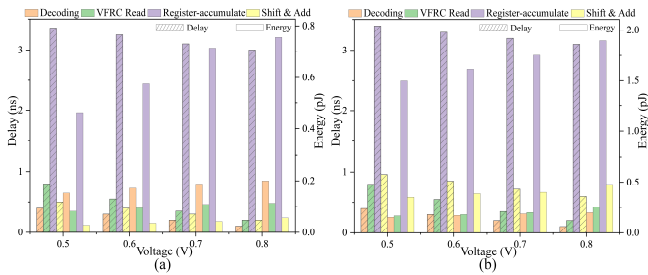 Decoding VFRC Read Register-accumulate Shift & Add
Delay Energy
Delay (ns)
3
2
1
0
0.8
0.6
0.4
0.2
0.0
Energy (pJ)
0.5 0.6 0.7 0.8
Voltage (V)
(a)
Decoding VFRC Read Register-accumulate Shift & Add
Delay Energy
Delay (ns)
3
2
1
0
2.0
1.5
1.0
0.5
0.0
Energy (pJ)
0.5 0.6 0.7 0.8
Voltage (V)
(b)